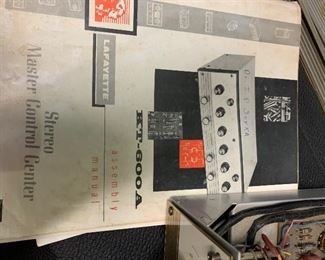 LAFAYETTE
KT-600A
assembly
manual
Stereo
Master Control Center